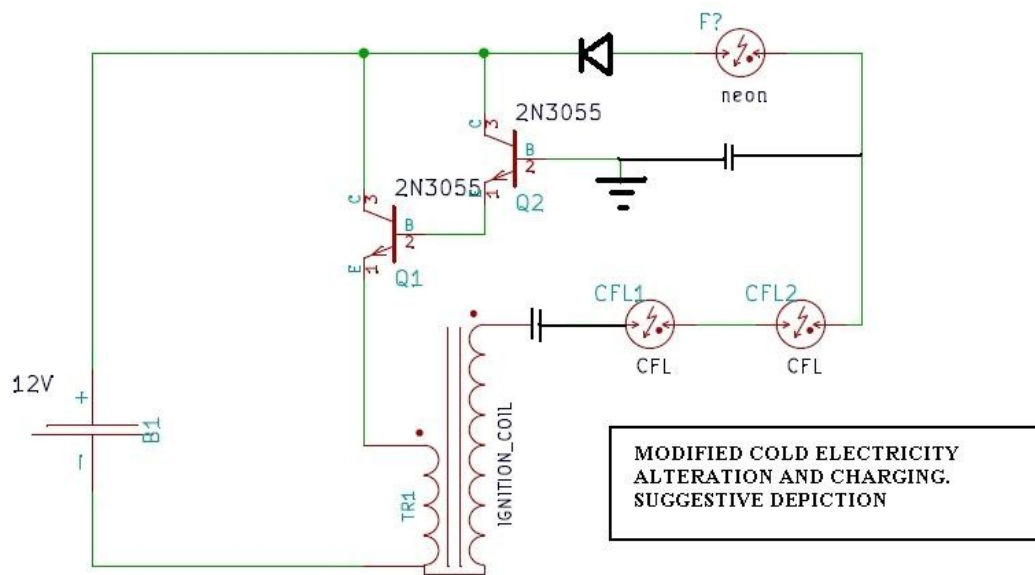 F?
neon
2N3055
C
3
B
2
E
1
Q2
2N3055
C
3
B
2
E
1
Q1
CFL1
CFL2
CFL
CFL
12V
+
B1
-
TR1
IGNITION_COIL
MODIFIED COLD ELECTRICITY
ALTERATION AND CHARGING.
SUGGESTIVE DEPICTION